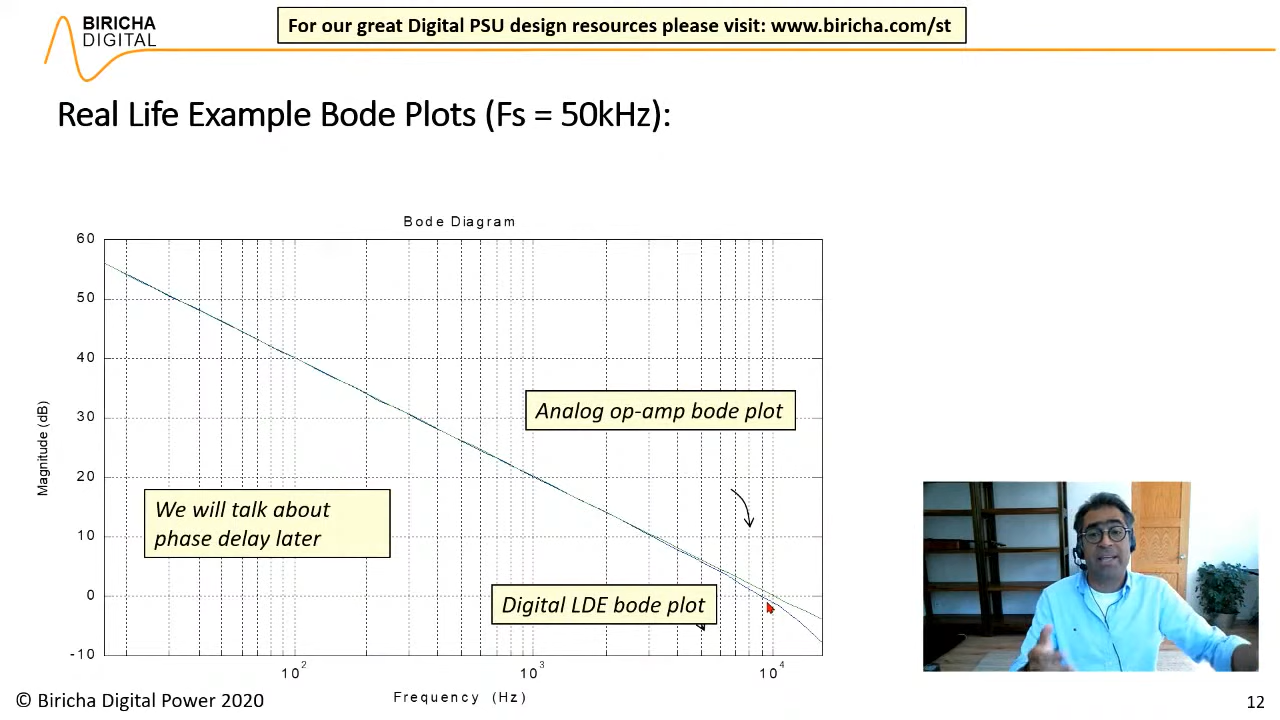 BIRICHA
DIGITAL
For our great Digital PSU design resources please visit: www.biricha.com/st
Real Life Example Bode Plots (Fs = 50kHz):
Bode Diagram
60
50
40
30
20
10
0
-10
Magnitude (dB)
Analog op-amp bode plot
We will talk about
phase delay later
Digital LDE bode plot
10² 10³ 10⁴
Frequency (Hz)
© Biricha Digital Power 2020
12